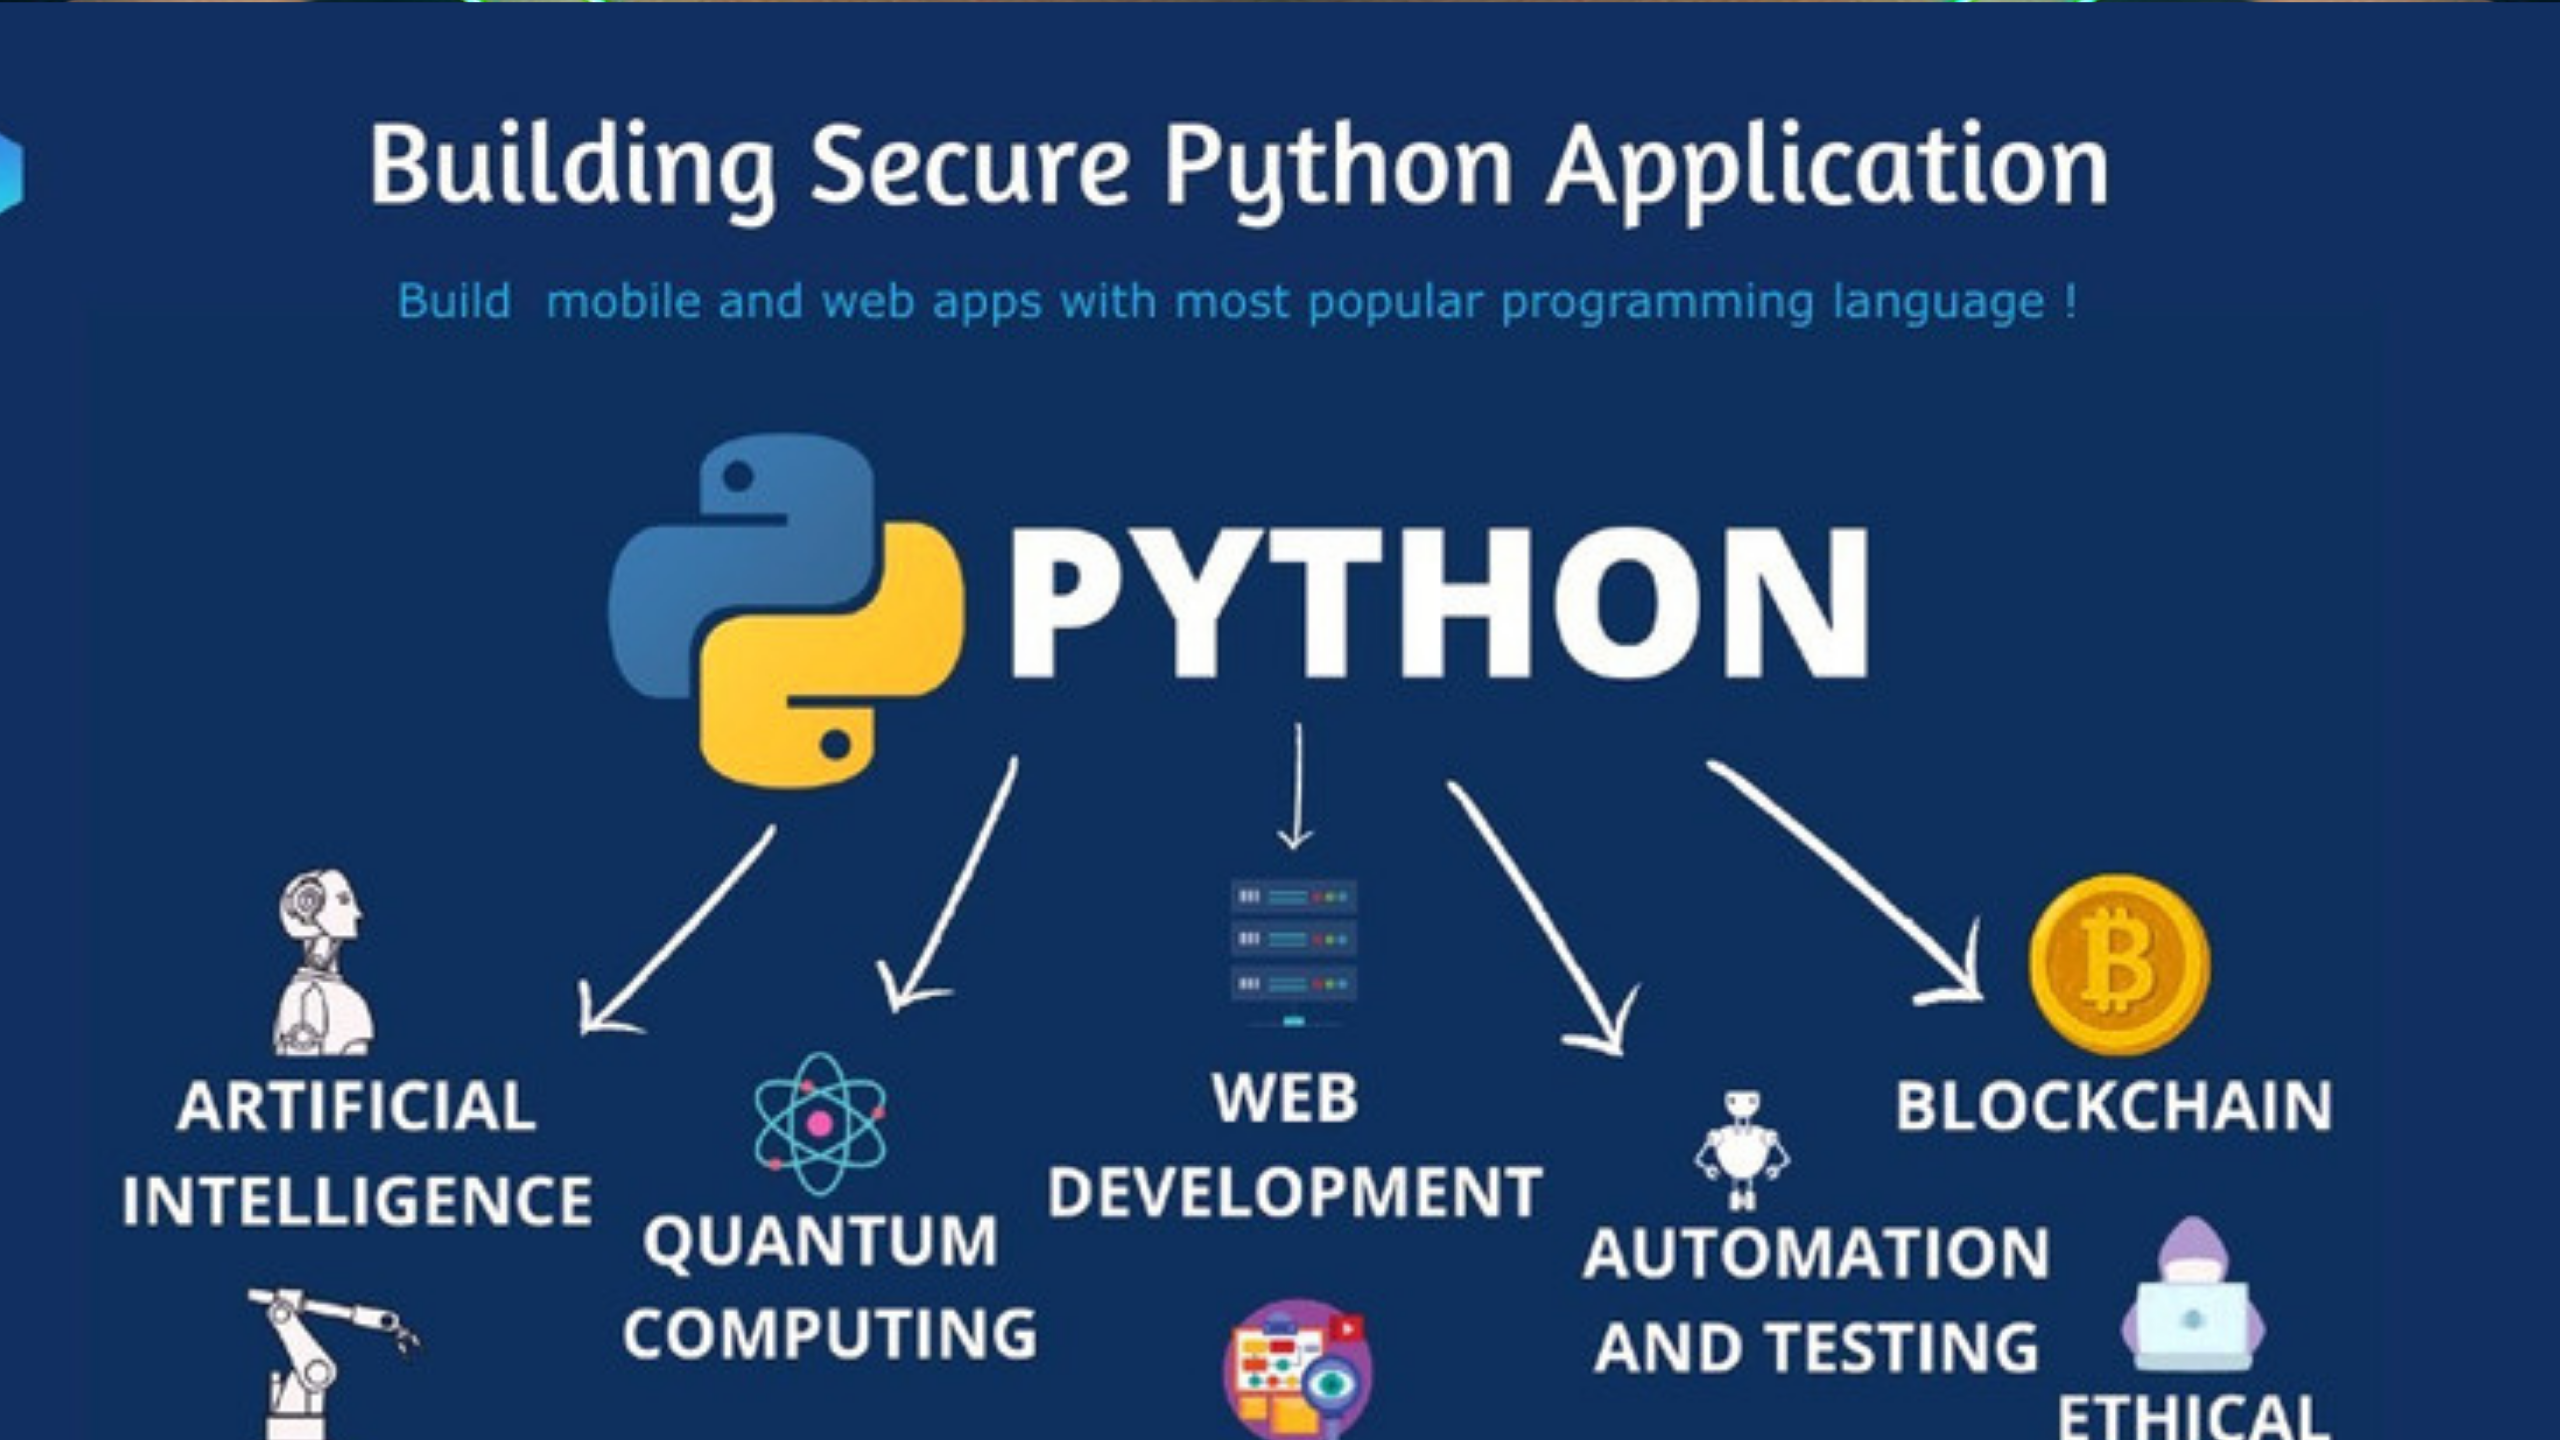 Building Secure Python Application
Build mobile and web apps with most popular programming language !
PYTHON
ARTIFICIAL
INTELLIGENCE
QUANTUM
COMPUTING
WEB
DEVELOPMENT
AUTOMATION
AND TESTING
BLOCKCHAIN
ETHICAL